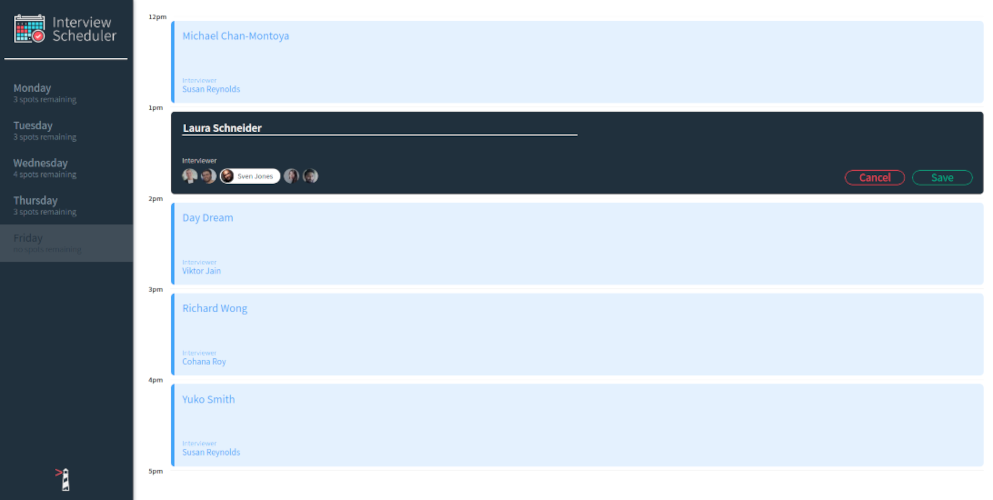 Interview
Scheduler
Monday
3 spots remaining
Tuesday
3 spots remaining
Wednesday
4 spots remaining
Thursday
3 spots remaining
Friday
12pm
Michael Chan-Montoya
Interviewer
Susan Reynolds
1pm
Laura Schneider
Interviewer
Sven Jones
Cancel
Save
2pm
Day Dream
Interviewer
Viktor Jain
3pm
Richard Wong
Interviewer
Cohana Roy
4pm
Yuko Smith
Interviewer
Susan Reynolds
5pm